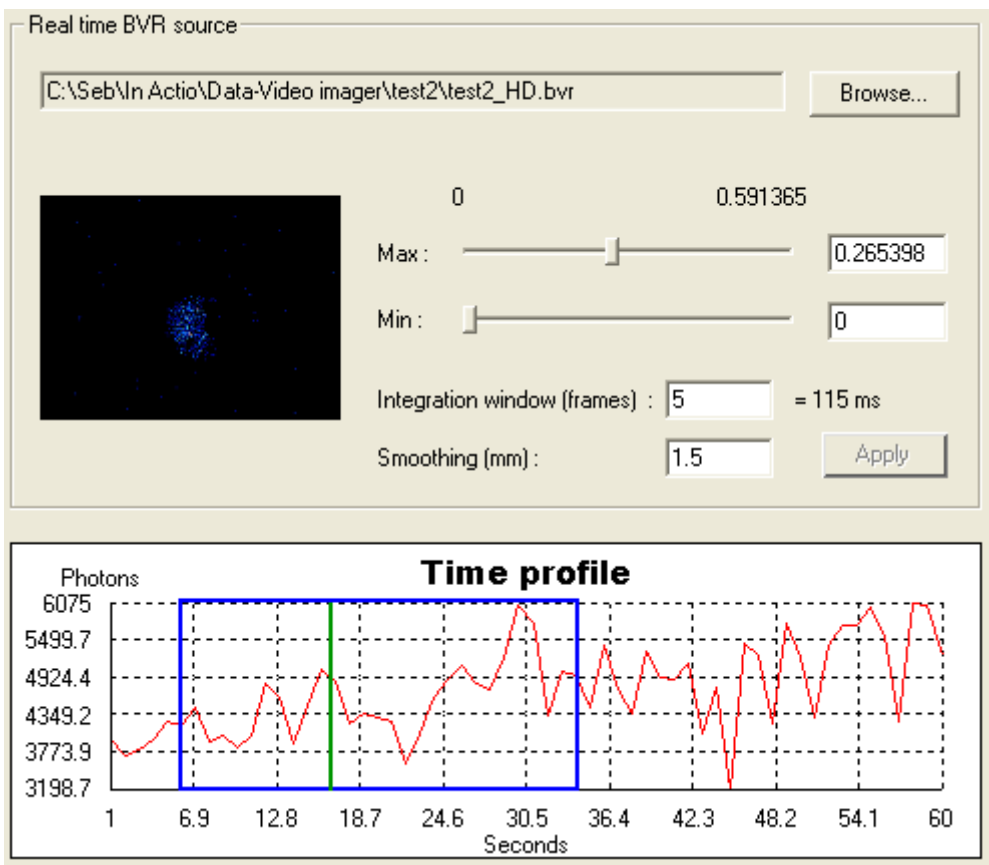 Real time BVR source
C:\Seb\In Actio\Data-Video imager\test2\test2_HD.bvr Browse...
0 0.591365
Max : 0.265398
Min : 0
Integration window (frames) : 5 = 115 ms
Smoothing (mm) : 1.5 Apply
Time profile
Photons
6075
5499.7
4924.4
4349.2
3773.9
3198.7
1 6.9 12.8 18.7 24.6 30.5 36.4 42.3 48.2 54.1 60
Seconds